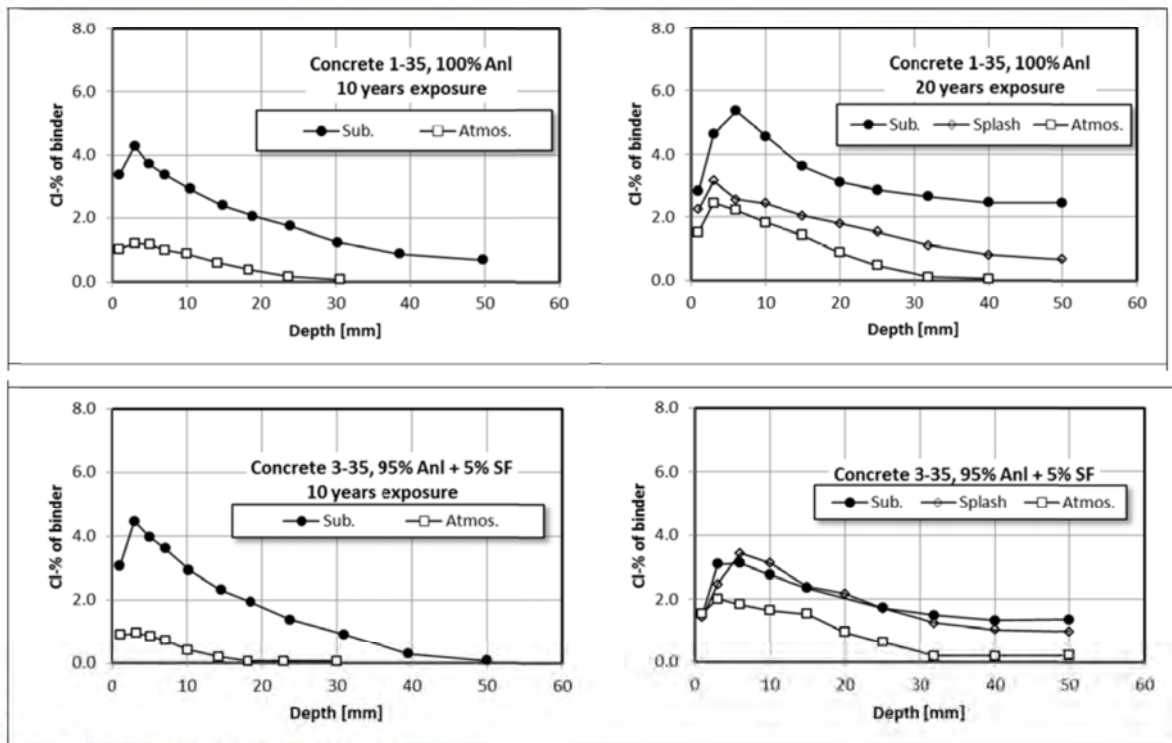 8.0
6.0
4.0
2.0
0.0
Cl-% of binder
Concrete 1-35, 100% Anl
10 years exposure
Sub. Atmos.
0 10 20 30 40 50 60
Depth [mm]
8.0
6.0
4.0
2.0
0.0
Cl-% of binder
Concrete 1-35, 100% Anl
20 years exposure
Sub. Splash Atmos.
0 10 20 30 40 50 60
Depth [mm]
8.0
6.0
4.0
2.0
0.0
Cl-% of binder
Concrete 3-35, 95% Anl + 5% SF
10 years exposure
Sub. Atmos.
0 10 20 30 40 50 60
Depth [mm]
8.0
6.0
4.0
2.0
0.0
Cl-% of binder
Concrete 3-35, 95% Anl + 5% SF
Sub. Splash Atmos.
0 10 20 30 40 50 60
Depth [mm]